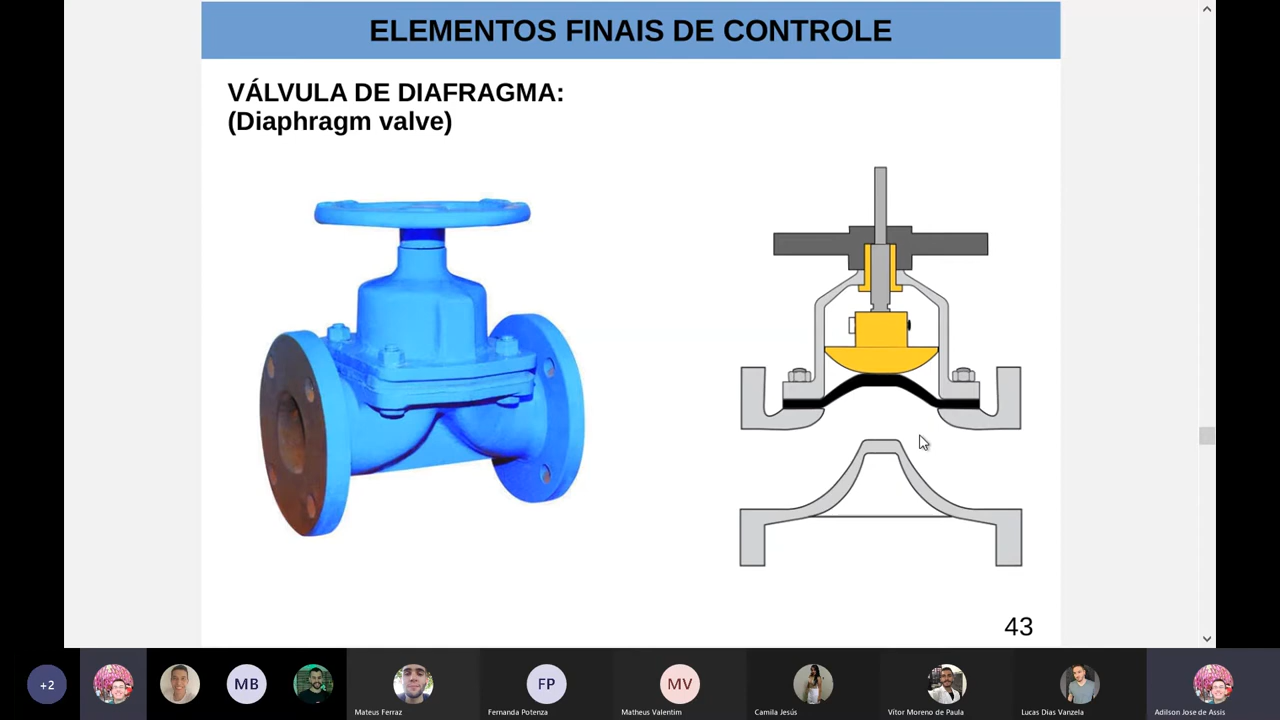 ELEMENTOS FINAIS DE CONTROLE
VÁLVULA DE DIAFRAGMA:
(Diaphragm valve)
43
+2
MB
FP
MV
Mateus Ferraz
Fernanda Potenza
Matheus Valentim
Camila Jesús
Vitor Moreno de Paula
Lucas Dias Vanzela
Adilson Jose de Assis